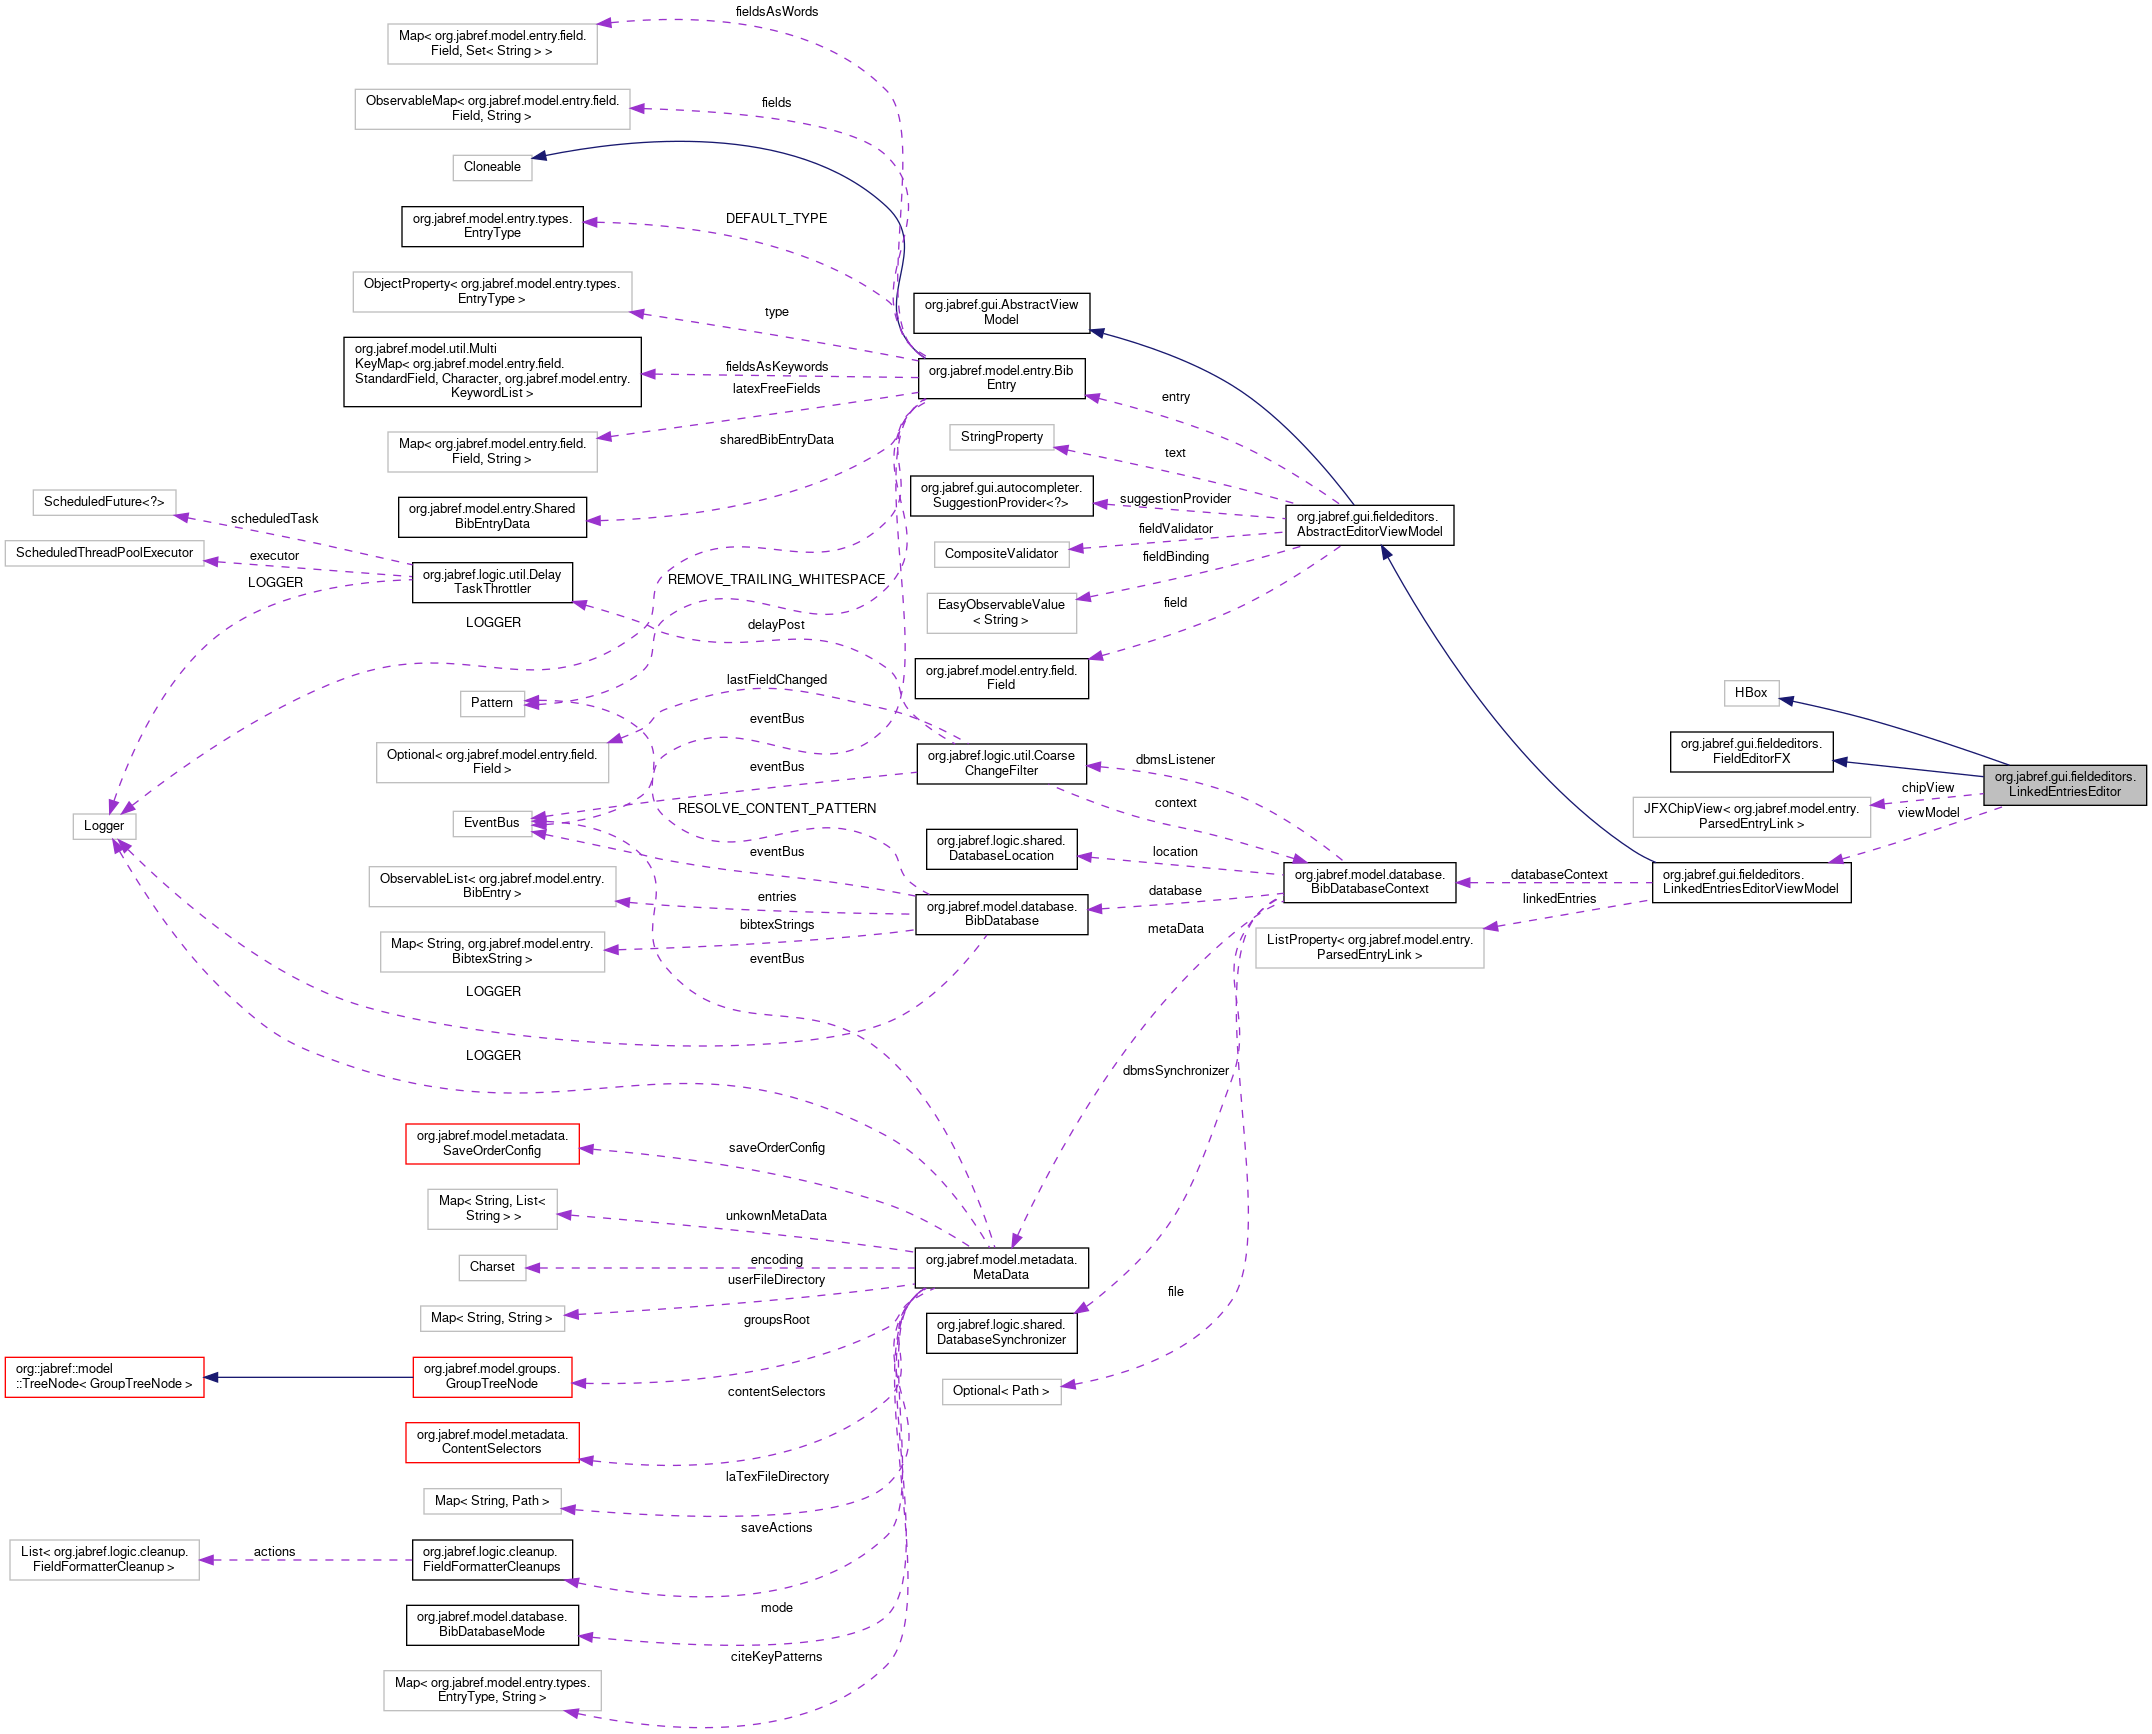 fieldsAsWords
Map< org.jabref.model.entry.field.
Field, Set< String > >
ObservableMap< org.jabref.model.entry.field.
Field, String >
fields
Cloneable
org.jabref.model.entry.types.
EntryType
DEFAULT_TYPE
ObjectProperty< org.jabref.model.entry.types.
EntryType >
type
org.jabref.model.util.Multi
KeyMap< org.jabref.model.entry.field.
StandardField, Character, org.jabref.model.entry.
KeywordList >
fieldsAsKeywords
latexFreeFields
Map< org.jabref.model.entry.field.
Field, String >
sharedBibEntryData
org.jabref.model.entry.Shared
BibEntryData
ScheduledFuture<?>
scheduledTask
ScheduledThreadPoolExecutor
executor
LOGGER
org.jabref.logic.util.Delay
TaskThrottler
REMOVE_TRAILING_WHITESPACE
LOGGER
delayPost
Pattern
lastFieldChanged
eventBus
Optional< org.jabref.model.entry.field.
Field >
eventBus
Logger
EventBus
RESOLVE_CONTENT_PATTERN
eventBus
ObservableList< org.jabref.model.entry.
BibEntry >
entries
bibtexStrings
Map< String, org.jabref.model.entry.
BibtexString >
eventBus
LOGGER
LOGGER
org.jabref.model.metadata.
SaveOrderConfig
saveOrderConfig
Map< String, List<
String > >
unkownMetaData
Charset
encoding
userFileDirectory
Map< String, String >
groupsRoot
org::jabref::model
::TreeNode< GroupTreeNode >
org.jabref.model.groups.
GroupTreeNode
contentSelectors
org.jabref.model.metadata.
ContentSelectors
laTexFileDirectory
Map< String, Path >
saveActions
List< org.jabref.logic.cleanup.
FieldFormatterCleanup >
actions
org.jabref.logic.cleanup.
FieldFormatterCleanups
mode
org.jabref.model.database.
BibDatabaseMode
citeKeyPatterns
Map< org.jabref.model.entry.types.
EntryType, String >
org.jabref.gui.AbstractView
Model
org.jabref.model.entry.Bib
Entry
entry
StringProperty
text
org.jabref.gui.autocompleter.
SuggestionProvider<?>
suggestionProvider
fieldValidator
CompositeValidator
fieldBinding
EasyObservableValue
< String >
field
org.jabref.model.entry.field.
Field
org.jabref.gui.fieldeditors.
AbstractEditorViewModel
org.jabref.logic.util.Coarse
ChangeFilter
dbmsListener
context
org.jabref.logic.shared.
DatabaseLocation
location
org.jabref.model.database.
BibDatabase
database
metaData
org.jabref.model.database.
BibDatabaseContext
dbmsSynchronizer
org.jabref.model.metadata.
MetaData
org.jabref.logic.shared.
DatabaseSynchronizer
file
Optional< Path >
HBox
org.jabref.gui.fieldeditors.
FieldEditorFX
JFXChipView< org.jabref.model.entry.
ParsedEntryLink >
chipView
viewModel
org.jabref.gui.fieldeditors.
LinkedEntriesEditor
org.jabref.gui.fieldeditors.
LinkedEntriesEditorViewModel
databaseContext
linkedEntries
ListProperty< org.jabref.model.entry.
ParsedEntryLink >